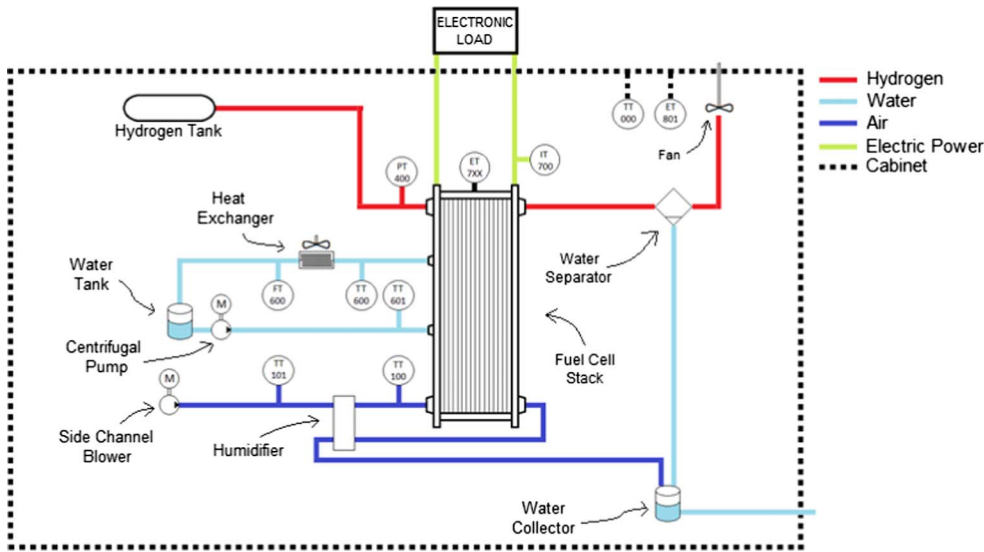 ELECTRONIC
LOAD
Hydrogen
Water
Air
Electric Power
Cabinet
Hydrogen Tank
TT
000
ET
801
Fan
PT
400
ET
7XX
IT
700
Heat
Exchanger
Water
Separator
Water
Tank
FT
600
TT
600
TT
601
M
Centrifugal
Pump
Fuel Cell
Stack
M
TT
101
TT
100
Side Channel
Blower
Humidifier
Water
Collector